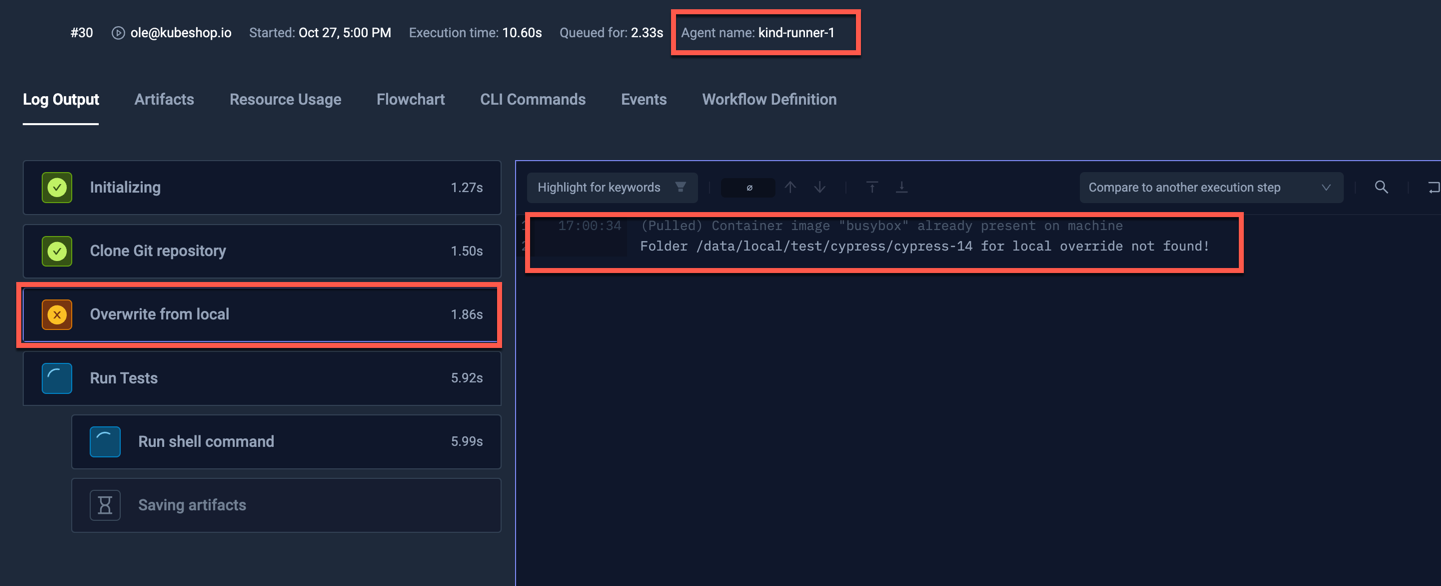 #30 ole@kubeshop.io Started: Oct 27, 5:00 PM Execution time: 10.60s Queued for: 2.33s Agent name: kind-runner-1
Log Output Artifacts Resource Usage Flowchart CLI Commands Events Workflow Definition
Initializing 1.27s
Clone Git repository 1.50s
Overwrite from local 1.86s
Run Tests 5.92s
Run shell command 5.99s
Saving artifacts
Highlight for keywords ø Compare to another execution step
1 17:00:34 (Pulled) Container image "busybox" already present on machine
2 Folder /data/local/test/cypress/cypress-14 for local override not found!